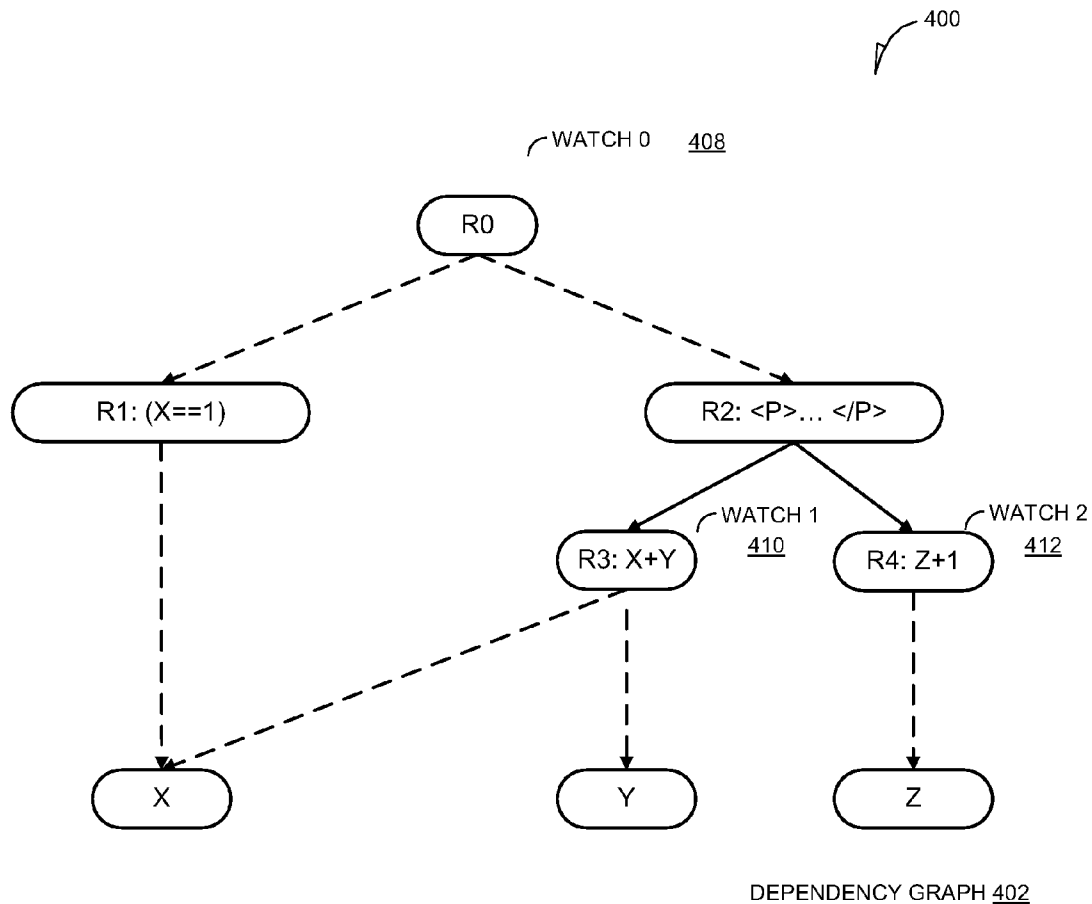 400
WATCH 0 408
R0
R1: (X==1)
R2: <P>... </P>
WATCH 1
410
WATCH 2
412
R3: X+Y
R4: Z+1
X
Y
Z
DEPENDENCY GRAPH 402